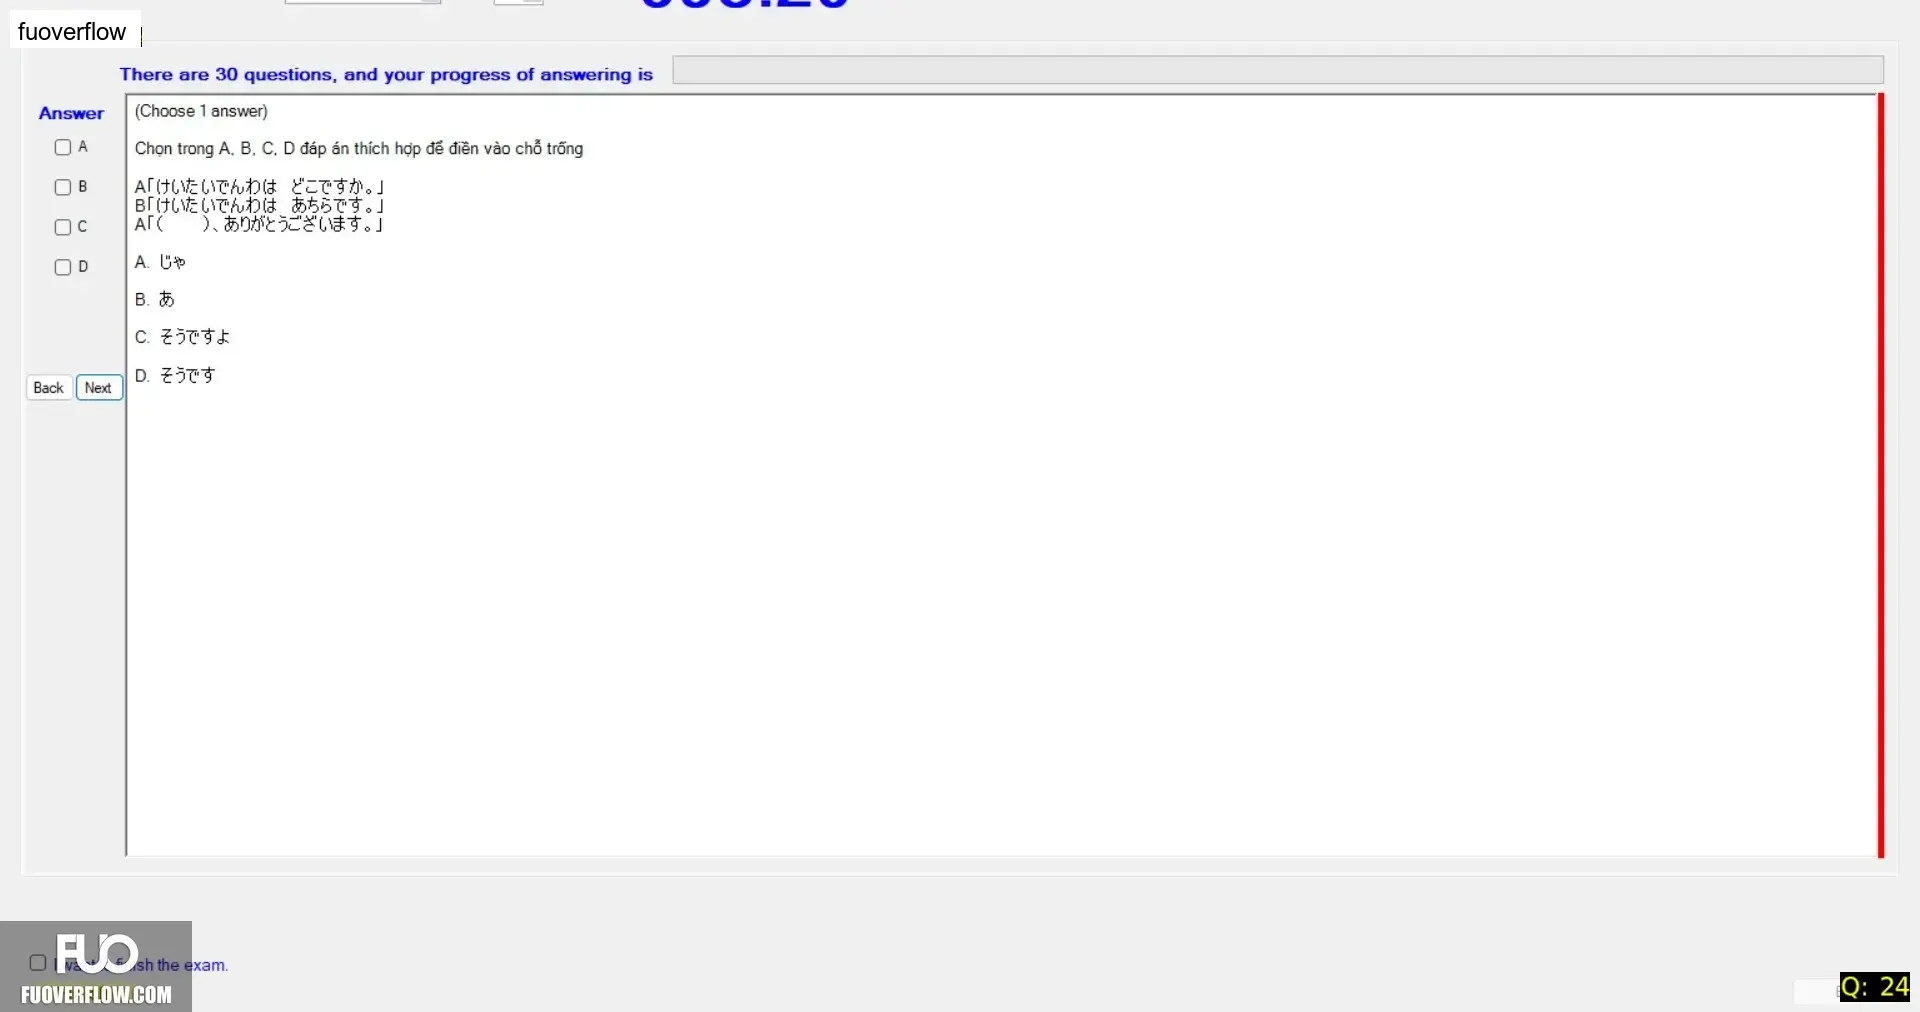 fuoverflow
There are 30 questions, and your progress of answering is
Answer
(Choose 1 answer)
A
Chọn trong A, B, C, D đáp án thích hợp để điền vào chỗ trống
B
A「けいたいでんわは　どこですか。」
B「けいたいでんわは　あちらです。」
C
A「(　　)、ありがとうございます。」
D
A. じゃ
B. あ
C. そうですよ
D. そうです
Back Next
FUO
the exam.
FUOVERFLOW.COM
Q: 24